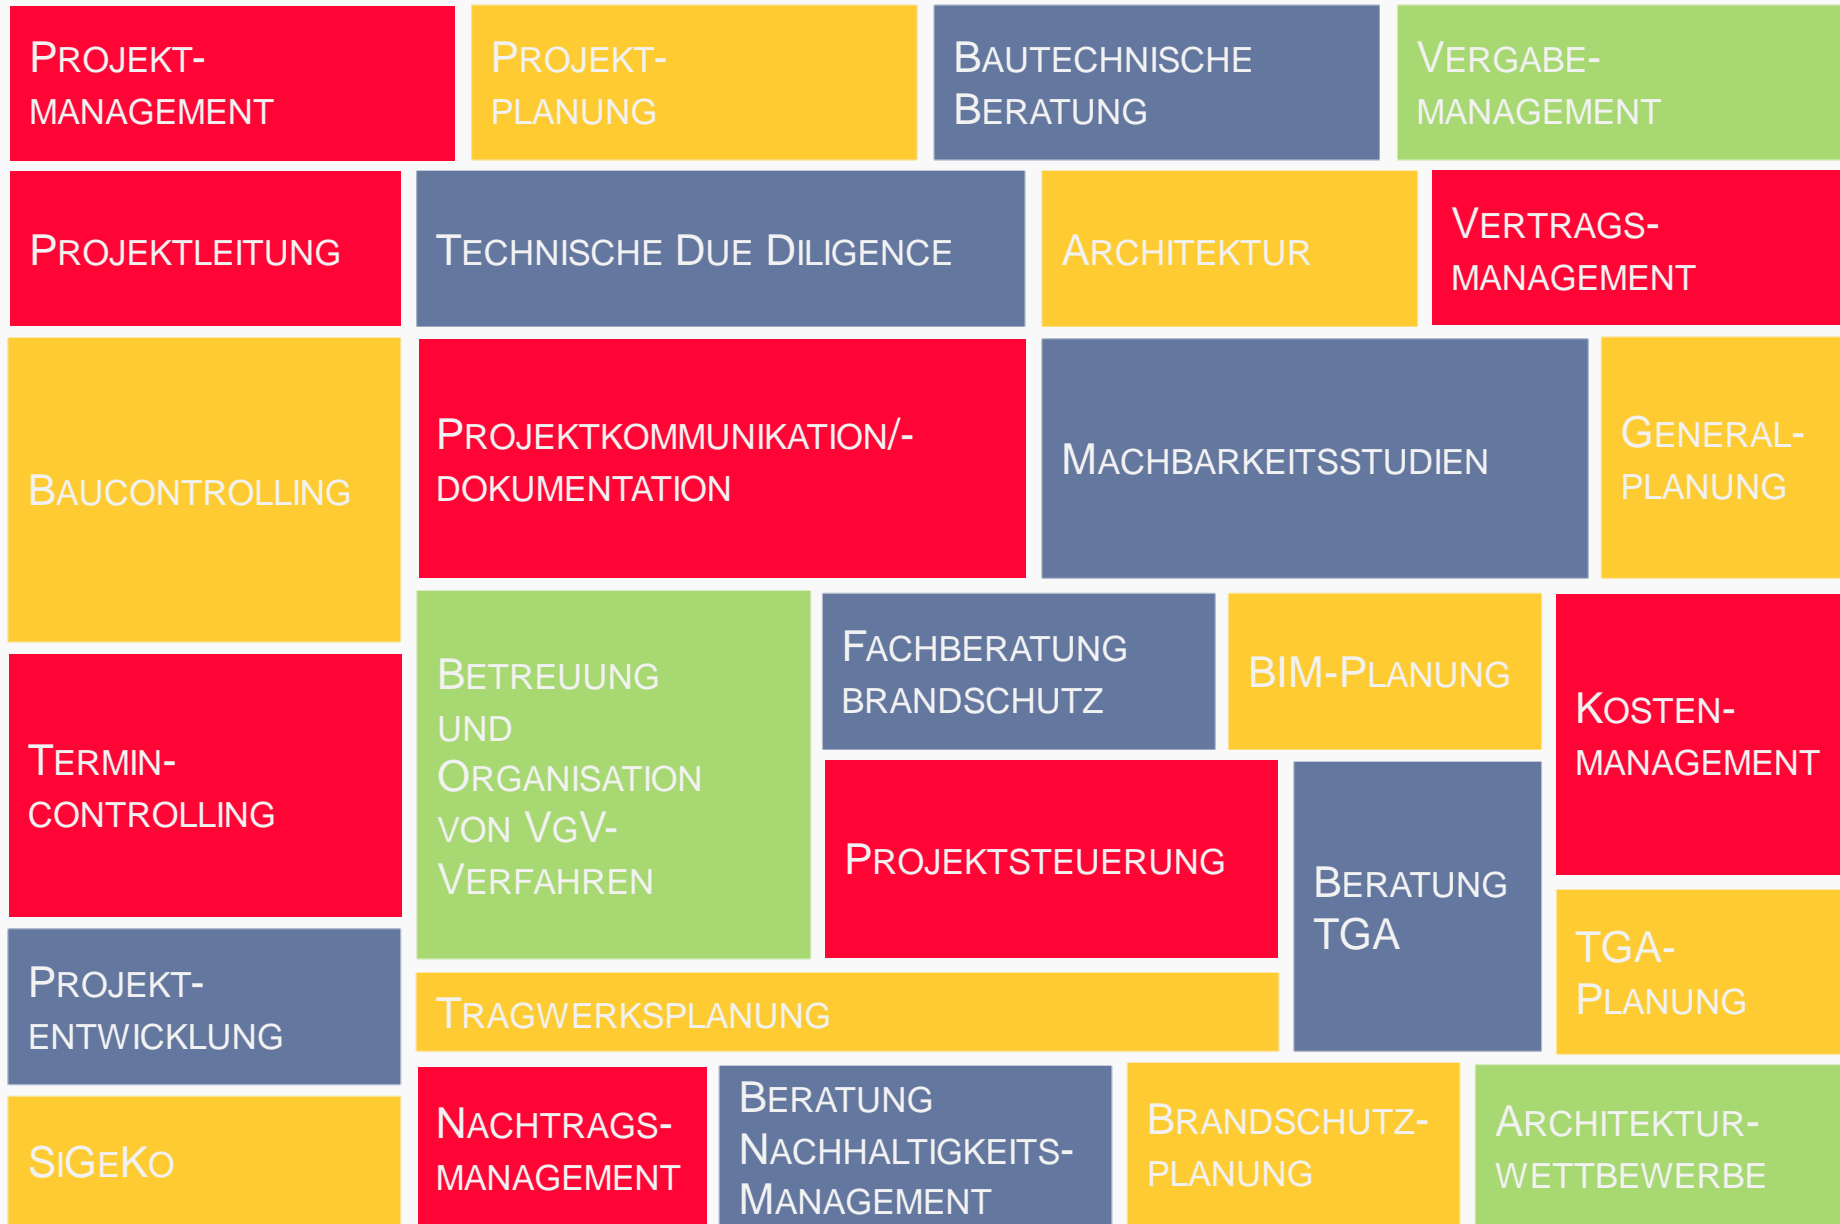 PROJEKT-
MANAGEMENT
PROJEKT-
PLANUNG
BAUTECHNISCHE
BERATUNG
VERGABE-
MANAGEMENT
PROJEKTLEITUNG
TECHNISCHE DUE DILIGENCE
ARCHITEKTUR
VERTRAGS-
MANAGEMENT
BAUCONTROLLING
PROJEKTKOMMUNIKATION/-
DOKUMENTATION
MACHBARKEITSSTUDIEN
GENERAL-
PLANUNG
BETREUUNG
UND
ORGANISATION
VON VGV-
VERFAHREN
FACHBERATUNG
BRANDSCHUTZ
BIM-PLANUNG
KOSTEN-
MANAGEMENT
TERMIN-
CONTROLLING
PROJEKTSTEUERUNG
BERATUNG
TGA
TGA-
PLANUNG
PROJEKT-
ENTWICKLUNG
TRAGWERKSPLANUNG
SIGEKO
NACHTRAGS-
MANAGEMENT
BERATUNG
NACHHALTIGKEITS-
MANAGEMENT
BRANDSCHUTZ-
PLANUNG
ARCHITEKTUR-
WETTBEWERBE